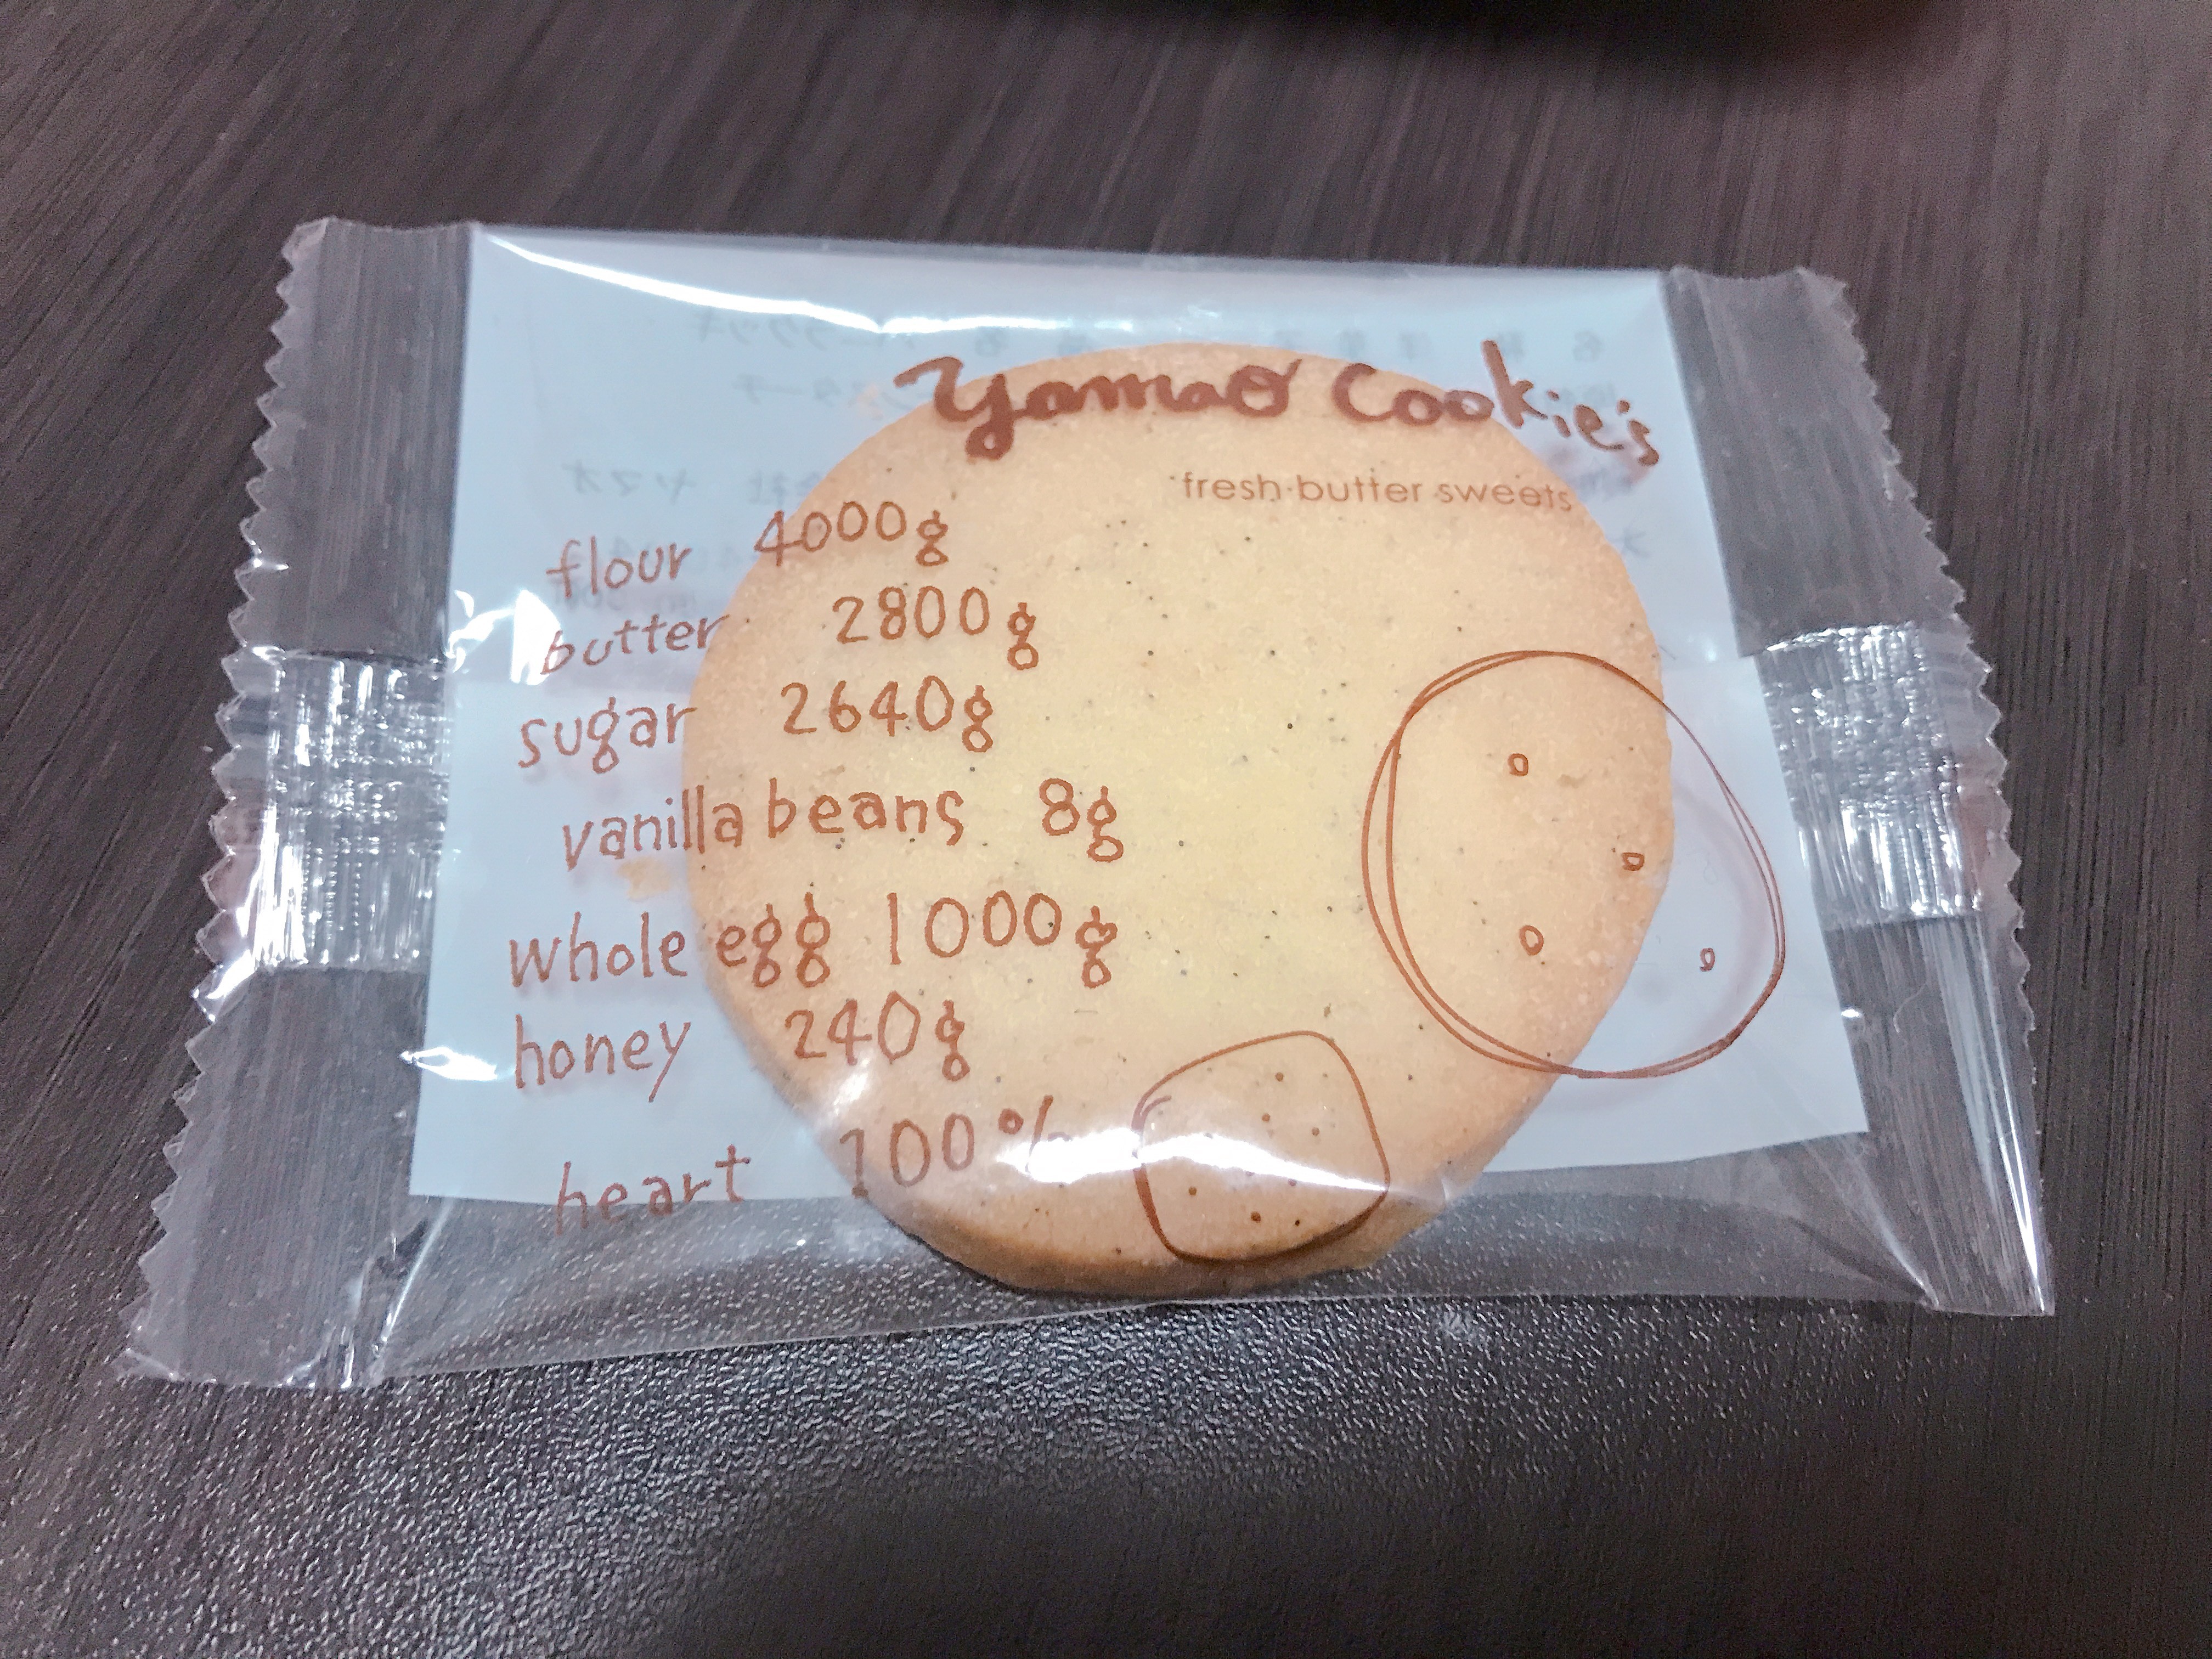 yamao Cookie's
fresh butter sweets
flour 4000g
butter 2800g
sugar 2640g
vanilla beans 8g
whole egg 1000g
honey 240g
heart 100%